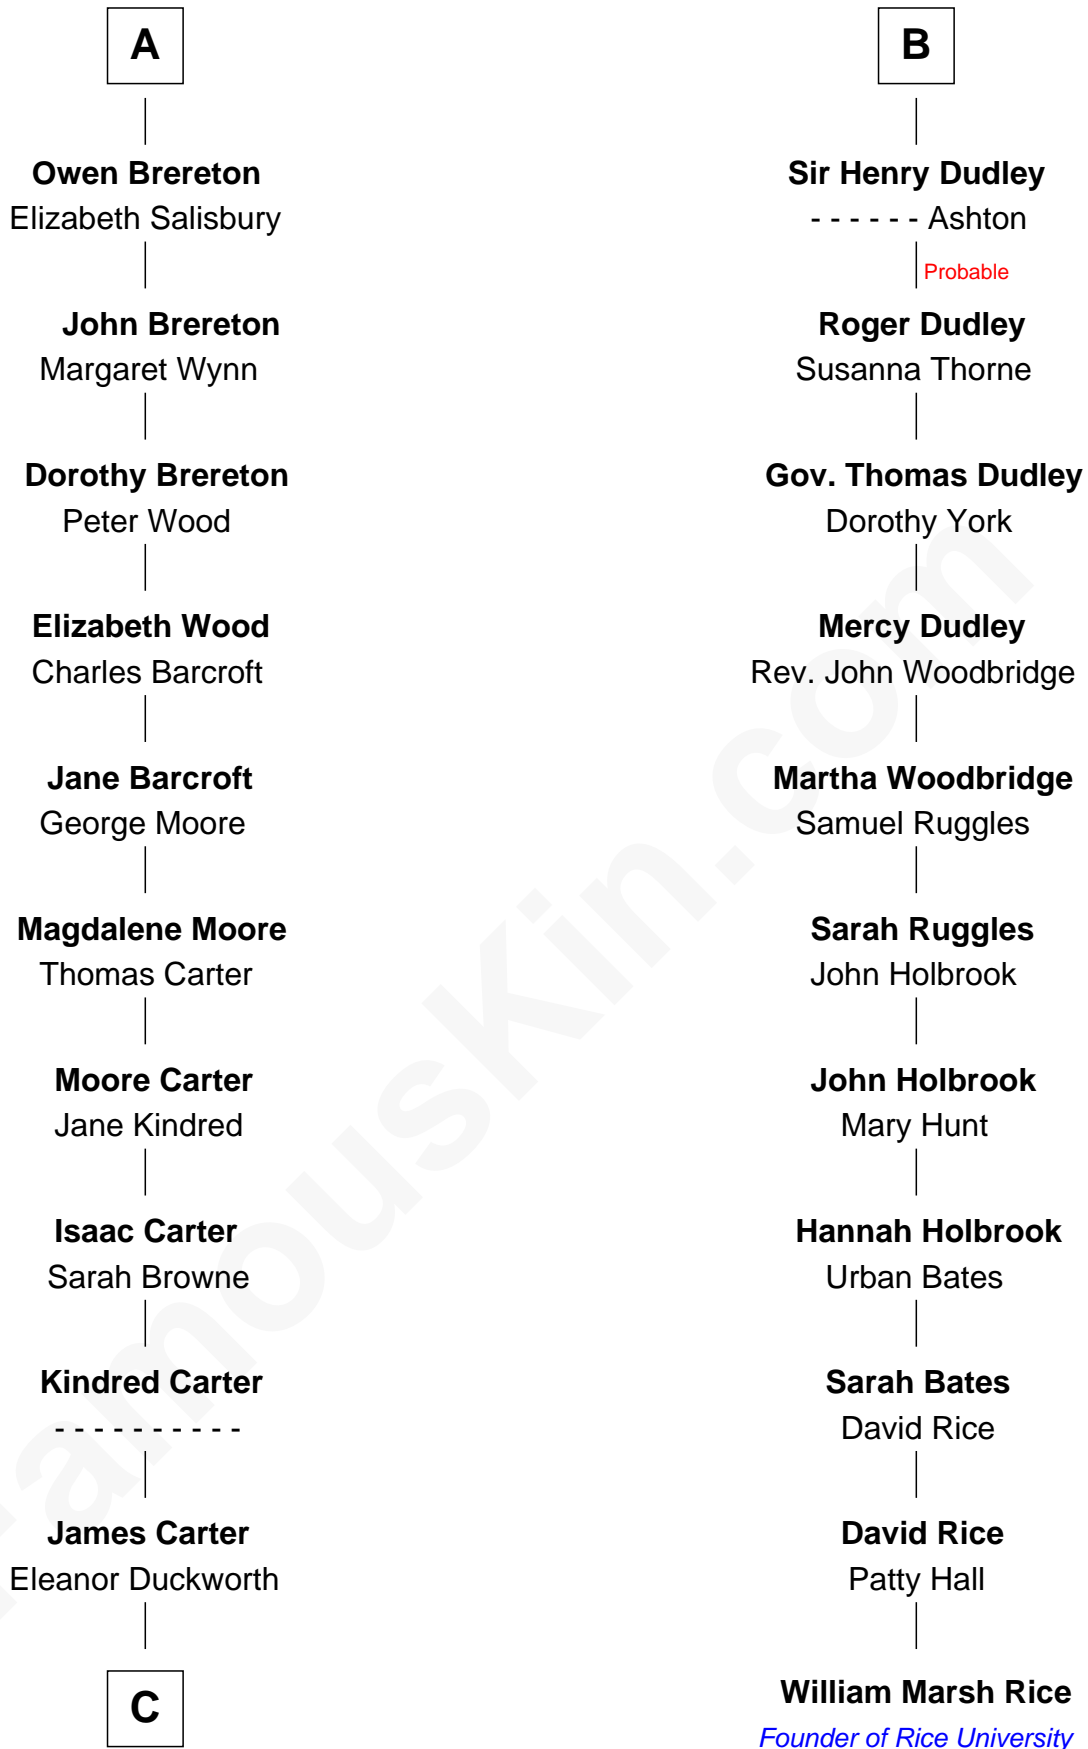 A
Owen Brereton
Elizabeth Salisbury
John Brereton
Margaret Wynn
Dorothy Brereton
Peter Wood
Elizabeth Wood
Charles Barcroft
Jane Barcroft
George Moore
Magdalene Moore
Thomas Carter
Moore Carter
Jane Kindred
Isaac Carter
Sarah Browne
Kindred Carter
- - - - - - - - - -
James Carter
Eleanor Duckworth
C
B
Sir Henry Dudley
- - - - - - Ashton
Probable
Roger Dudley
Susanna Thorne
Gov. Thomas Dudley
Dorothy York
Mercy Dudley
Rev. John Woodbridge
Martha Woodbridge
Samuel Ruggles
Sarah Ruggles
John Holbrook
John Holbrook
Mary Hunt
Hannah Holbrook
Urban Bates
Sarah Bates
David Rice
David Rice
Patty Hall
William Marsh Rice
Founder of Rice University
FamousKin.com